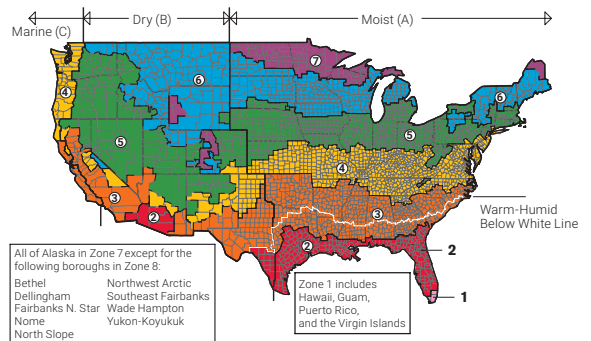 Marine (C)
Dry (B)
Moist (A)
7
6
6
4
5
5
4
3
3
2
2
Warm-Humid
Below White Line
2
1
All of Alaska in Zone 7 except for the
following boroughs in Zone 8:
Bethel
Dellingham
Fairbanks N. Star
Nome
North Slope
Northwest Arctic
Southeast Fairbanks
Wade Hampton
Yukon-Koyukuk
Zone 1 includes
Hawaii, Guam,
Puerto Rico,
and the Virgin Islands